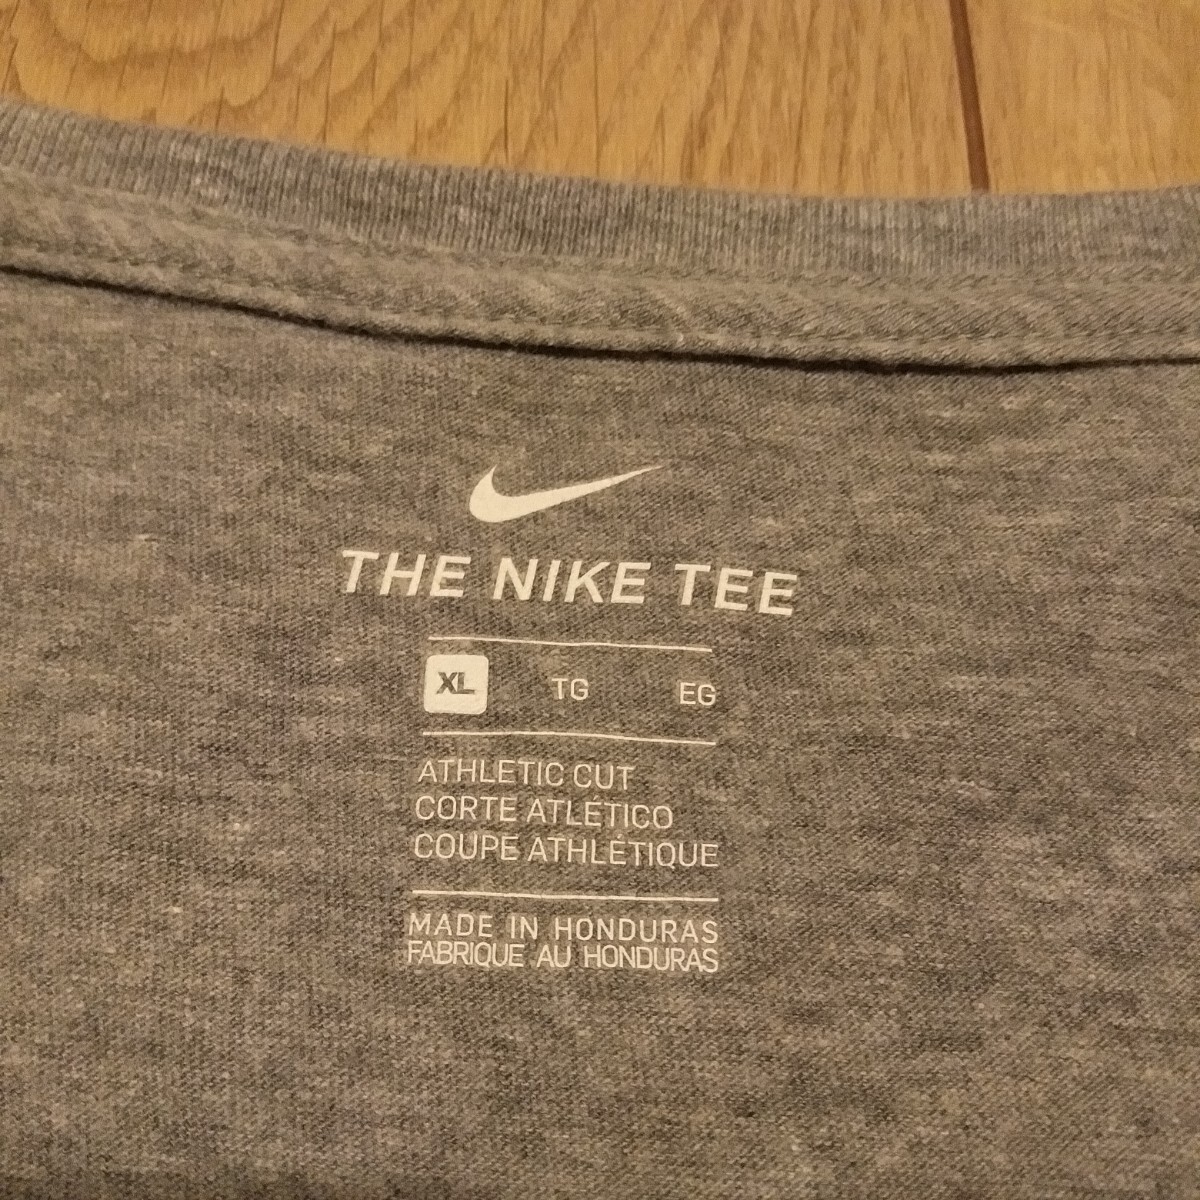 THE NIKE TEE
XL TG EG
ATHLETIC CUT
CORTE ATLÉTICO
COUPE ATHLÉTIQUE
MADE IN HONDURAS
FABRIQUE AU HONDURAS